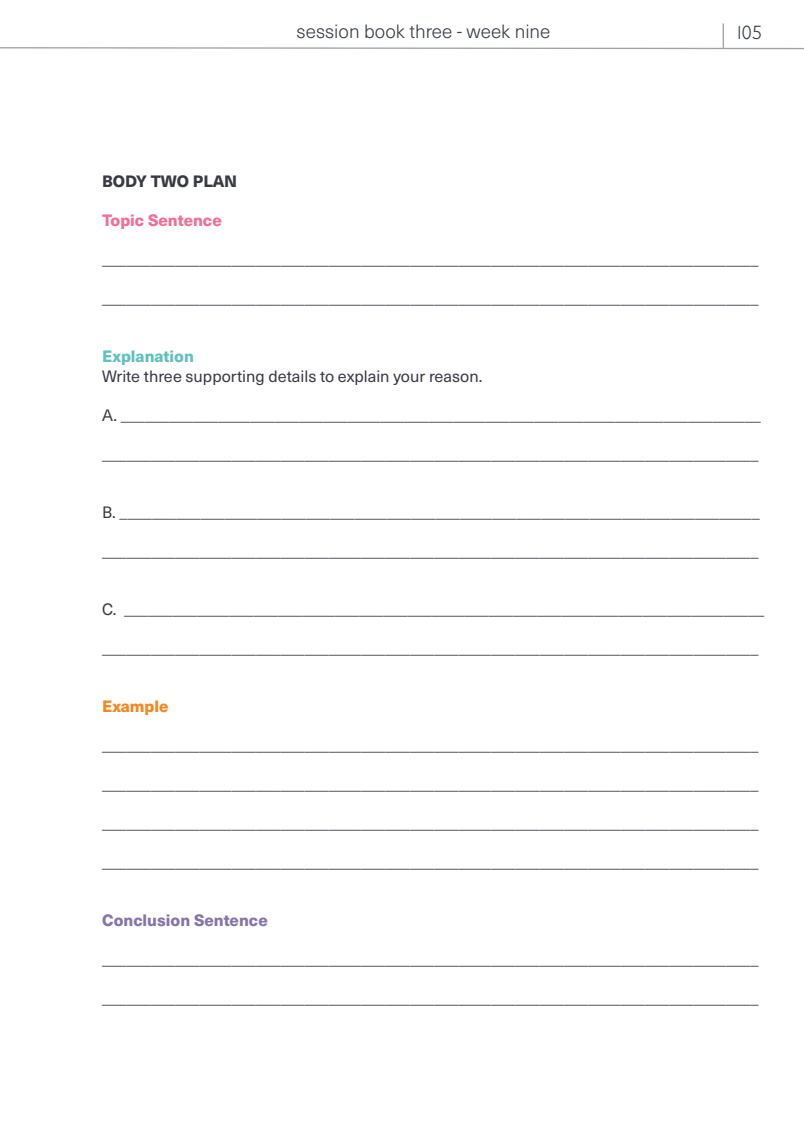 session book three - week nine
105
BODY TWO PLAN
Topic Sentence
Explanation
Write three supporting details to explain your reason.
A.
B.
C.
Example
Conclusion Sentence